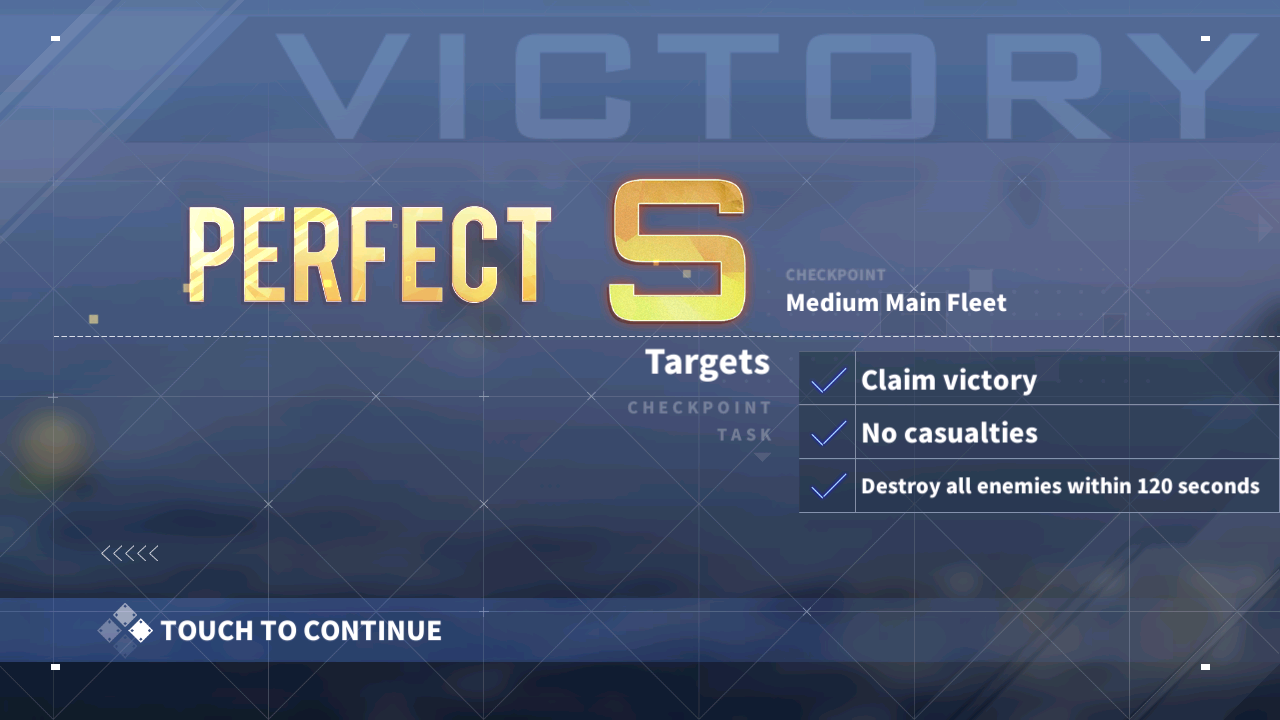 VICTORY
PERFECT S
CHECKPOINT
Medium Main Fleet
Targets
CHECKPOINT
TASK
Claim victory
No casualties
Destroy all enemies within 120 seconds
TOUCH TO CONTINUE